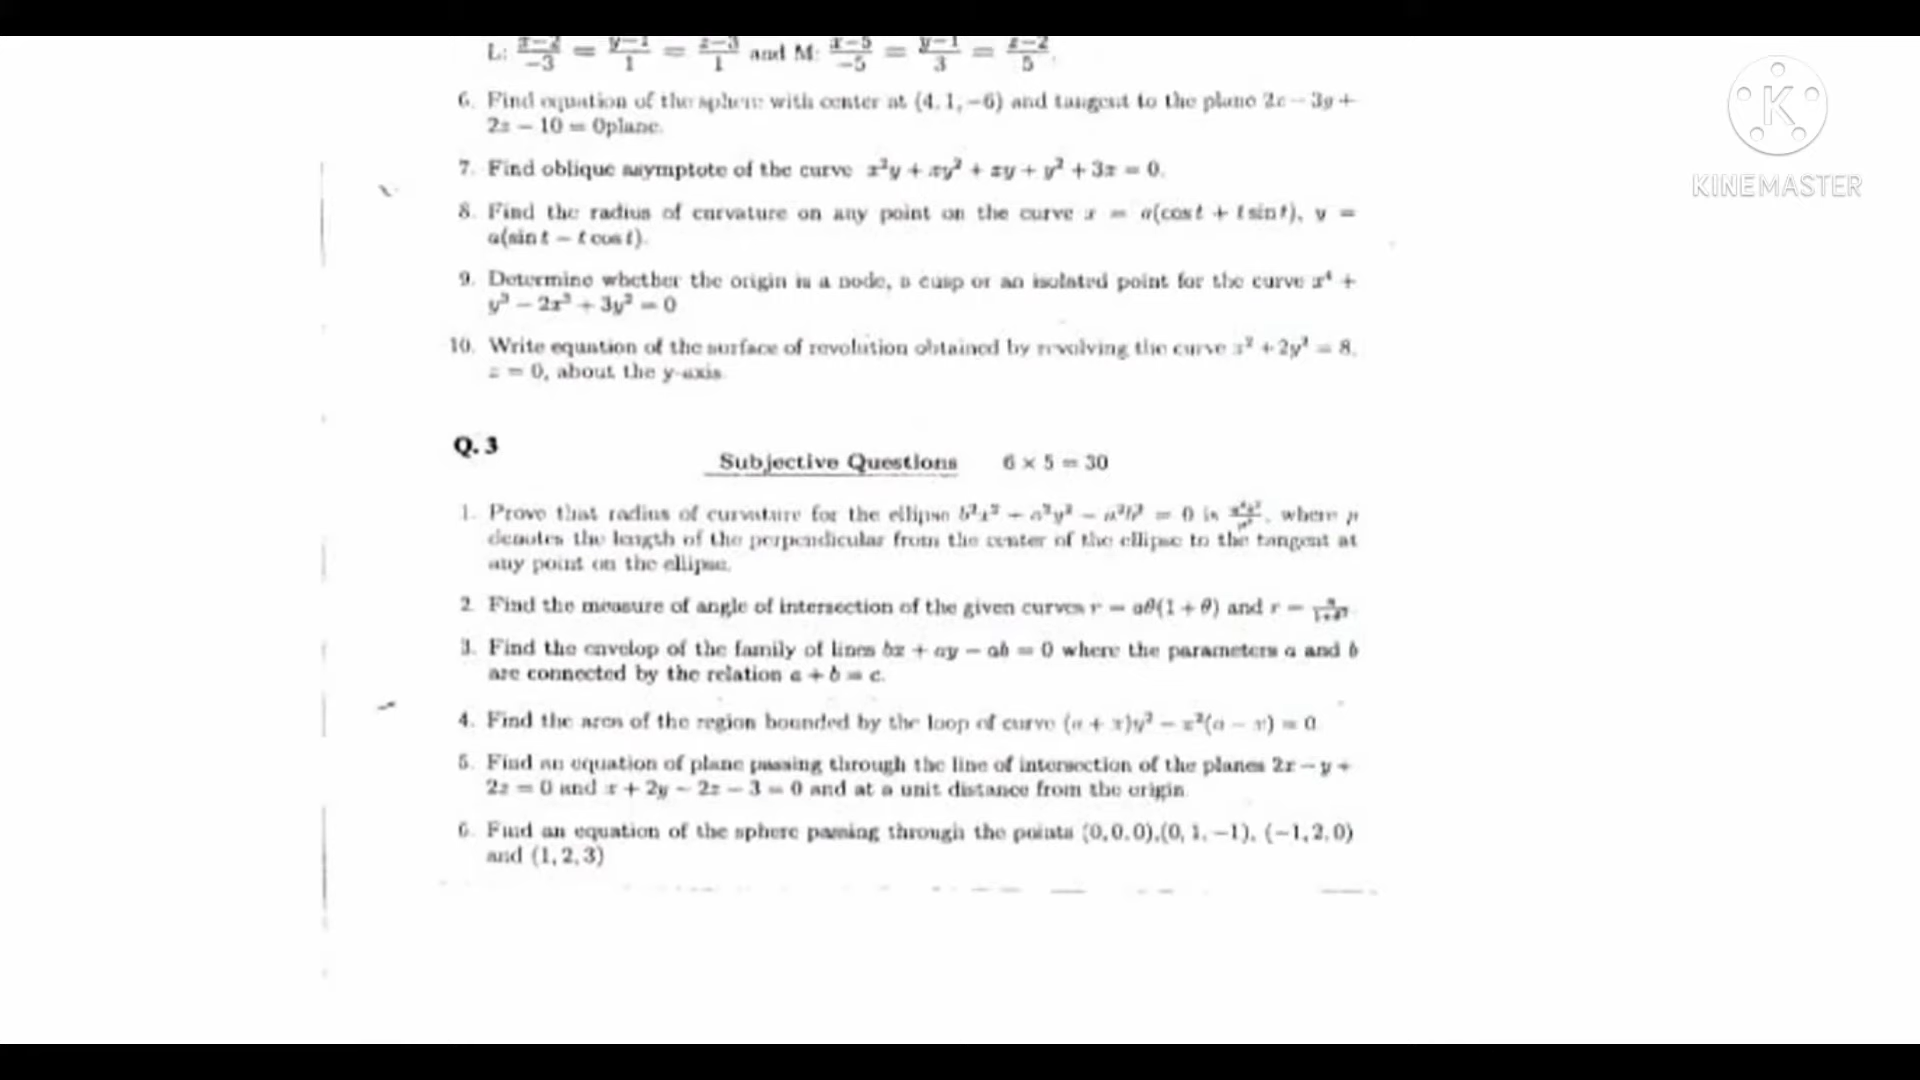 L: x−2/−3 = y−1/1 = z−3/1 and M: x−5/−5 = y−1/3 = z−2/5.
6. Find equation of the sphere with center at (4, 1, −6) and tangent to the plane 2x − 3y +
2z − 10 = 0plane.
7. Find oblique asymptote of the curve x²y + xy² + xy + y² + 3x = 0.
8. Find the radius of curvature on any point on the curve x = a(cos t + t sin t), y =
a(sin t − t cos t).
9. Determine whether the origin is a node, a cusp or an isolated point for the curve x⁴ +
y³ − 2x³ + 3y² = 0
10. Write equation of the surface of revolution obtained by revolving the curve x² + 2y² = 8,
z = 0, about the y-axis
KINEMASTER
Q. 3
Subjective Questions 6 × 5 = 30
1. Prove that radius of curvature for the ellipse is where p
denotes the length of the perpendicular from the center of the ellipse to the tangent at
any point on the ellipse.
2. Find the measure of angle of intersection of the given curves r = aθ(1 + θ) and r =
3. Find the envelop of the family of lines bx + ay − ab = 0 where the parameters a and b
are connected by the relation a + b = c.
4. Find the area of the region bounded by the loop of curve (a + x)y² − x²(a − x) = 0
5. Find an equation of plane passing through the line of intersection of the planes 2x − y +
2z = 0 and x + 2y − 2z − 3 = 0 and at a unit distance from the origin
6. Find an equation of the sphere passing through the points (0, 0, 0), (0, 1, −1), (−1, 2, 0)
and (1, 2, 3)